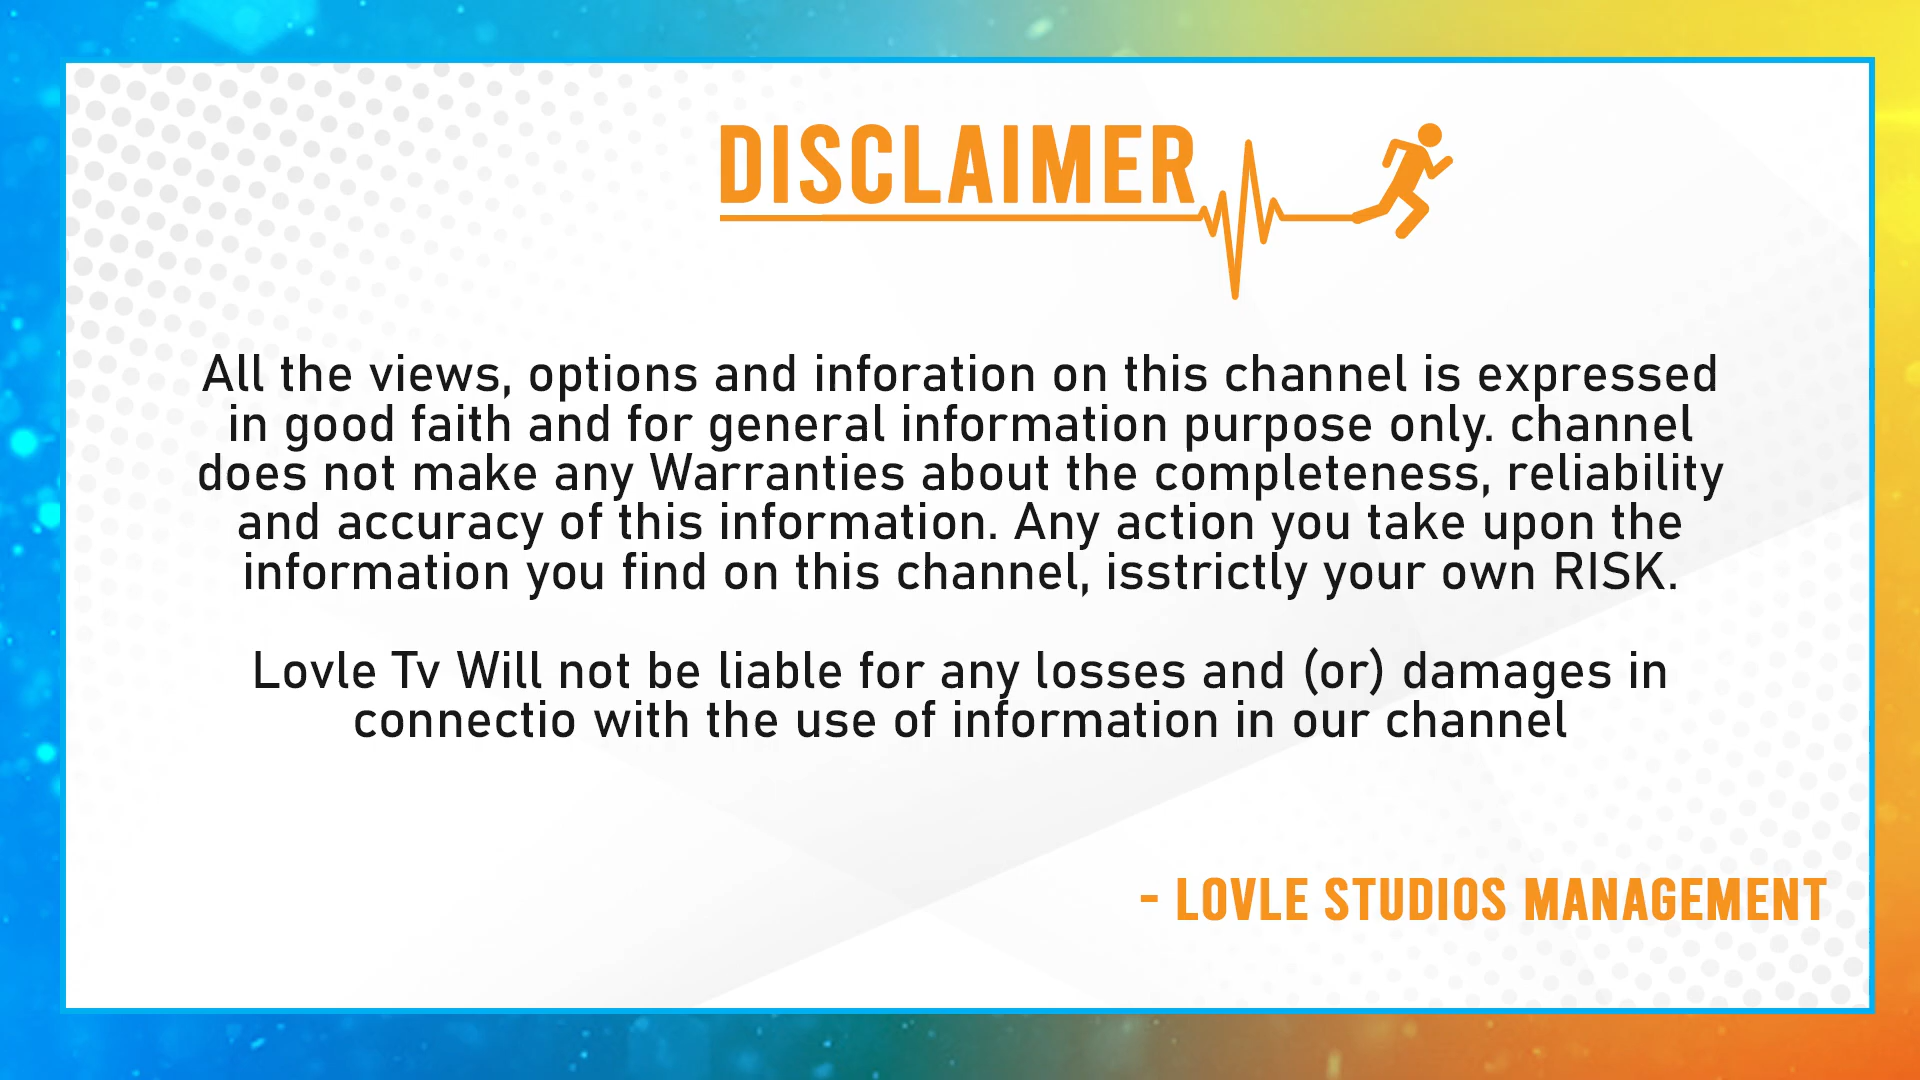 DISCLAIMER
All the views, options and inforation on this channel is expressed
in good faith and for general information purpose only. channel
does not make any Warranties about the completeness, reliability
and accuracy of this information. Any action you take upon the
information you find on this channel, isstrictly your own RISK.
Lovle Tv Will not be liable for any losses and (or) damages in
connectio with the use of information in our channel
- LOVLE STUDIOS MANAGEMENT